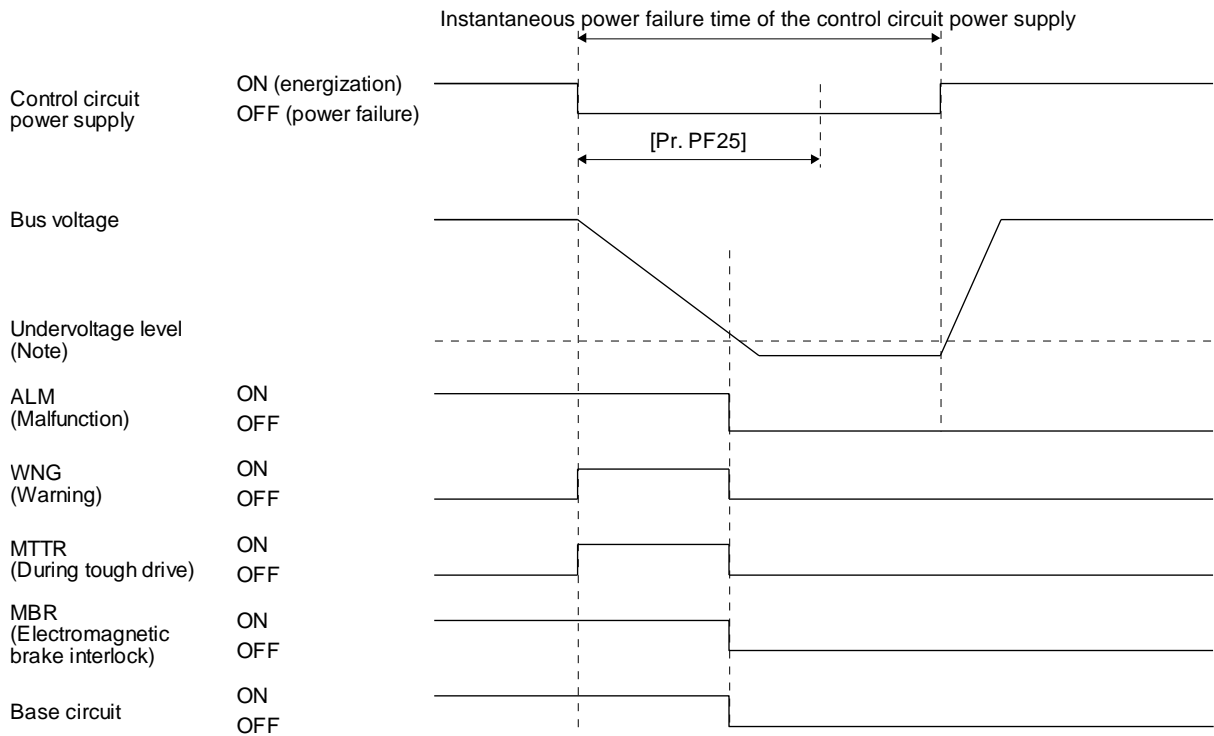 Instantaneous power failure time of the control circuit power supply
Control circuit
power supply
ON (energization)
OFF (power failure)
[Pr. PF25]
Bus voltage
Undervoltage level
(Note)
ALM
(Malfunction)
ON
OFF
WNG
(Warning)
ON
OFF
MTTR
(During tough drive)
ON
OFF
MBR
(Electromagnetic
brake interlock)
ON
OFF
Base circuit
ON
OFF